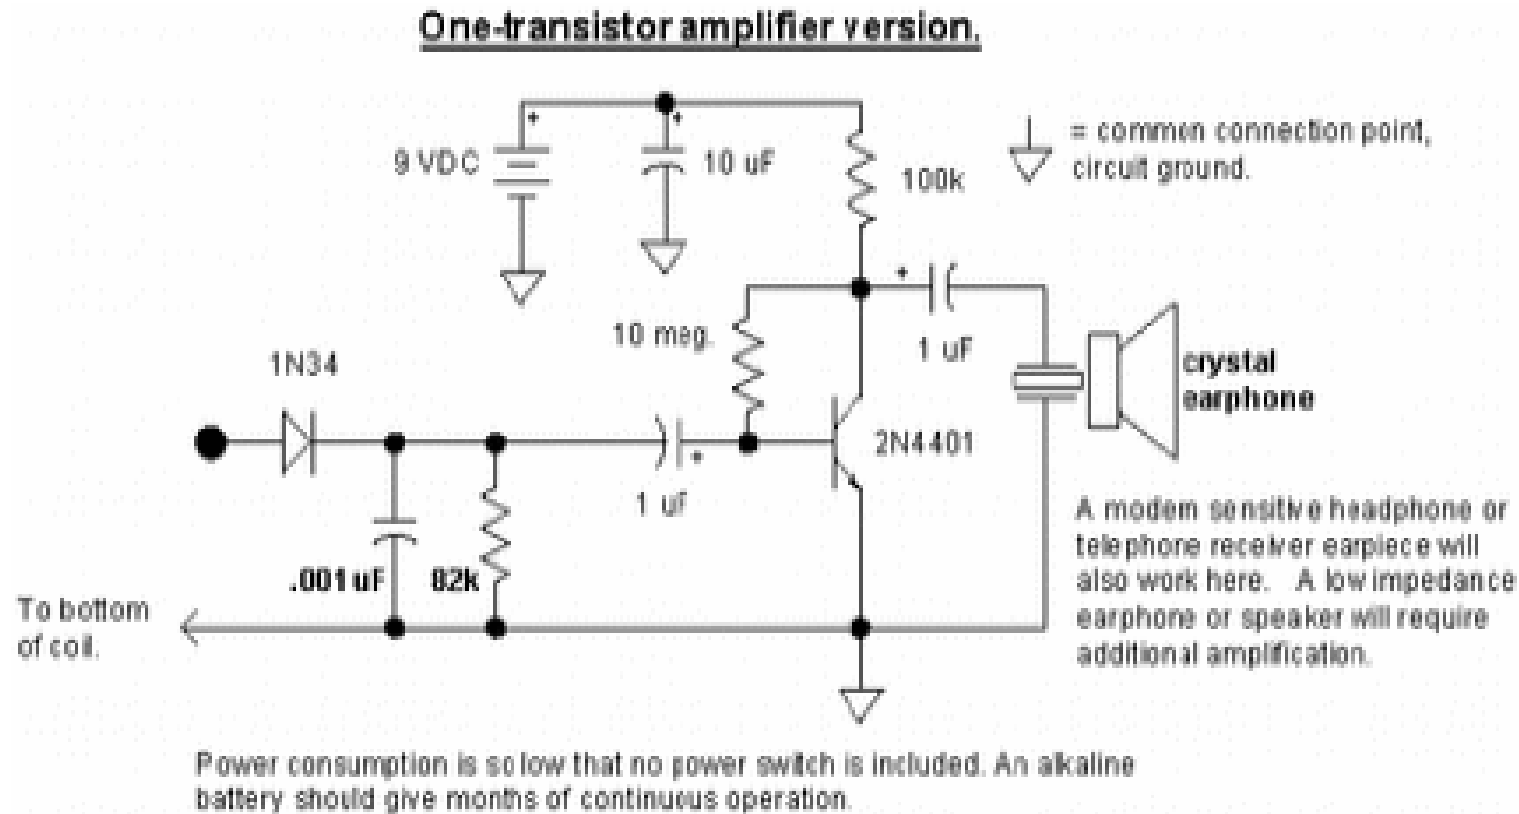 One-transistor amplifier version.
9 VDC
10 uF
100k
= common connection point,
circuit ground.
10 meg.
1 uF
1N34
crystal
earphone
2N4401
1 uF
.001 uF
82k
To bottom
of coil.
A modern sensitive headphone or
telephone receiver earpiece will
also work here. A low impedance
earphone or speaker will require
additional amplification.
Power consumption is so low that no power switch is included. An alkaline
battery should give months of continuous operation.